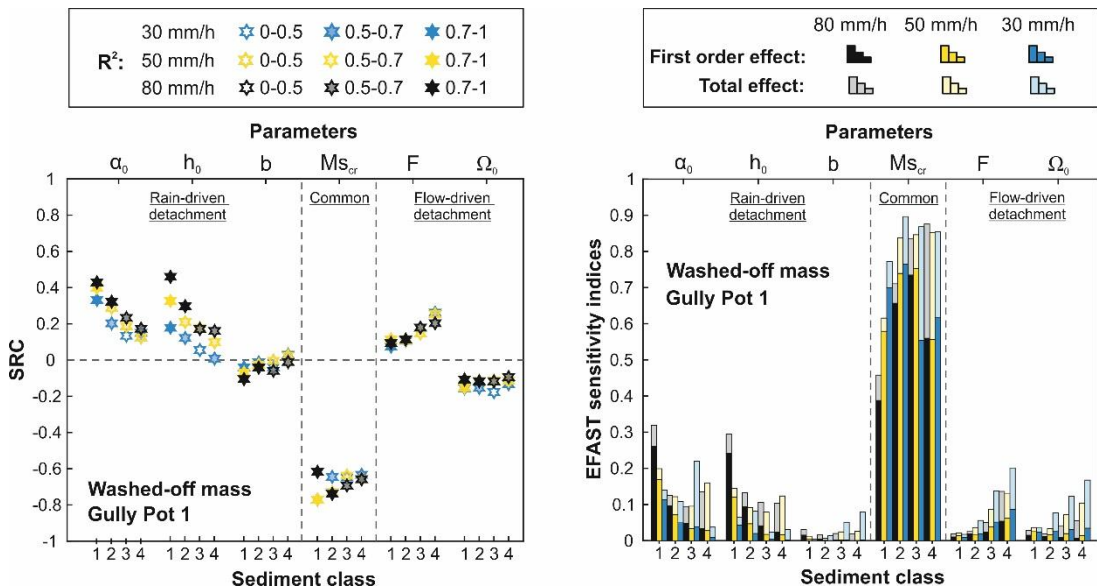 30 mm/h 0-0.5 0.5-0.7 0.7-1
R²: 50 mm/h 0-0.5 0.5-0.7 0.7-1
80 mm/h 0-0.5 0.5-0.7 0.7-1
Parameters
α₀ h₀ b Ms_cr F Ω₀
Rain-driven detachment Common Flow-driven detachment
1
0.8
0.6
0.4
0.2
0
-0.2
-0.4
-0.6
-0.8
-1
SRC
Washed-off mass
Gully Pot 1
1 2 3 4 1 2 3 4 1 2 3 4 1 2 3 4 1 2 3 4 1 2 3 4
Sediment class
80 mm/h 50 mm/h 30 mm/h
First order effect:
Total effect:
Parameters
α₀ h₀ b Ms_cr F Ω₀
Rain-driven detachment Common Flow-driven detachment
1
0.9
0.8
0.7
0.6
0.5
0.4
0.3
0.2
0.1
0
EFAST sensitivity indices
Washed-off mass
Gully Pot 1
1 2 3 4 1 2 3 4 1 2 3 4 1 2 3 4 1 2 3 4 1 2 3 4
Sediment class